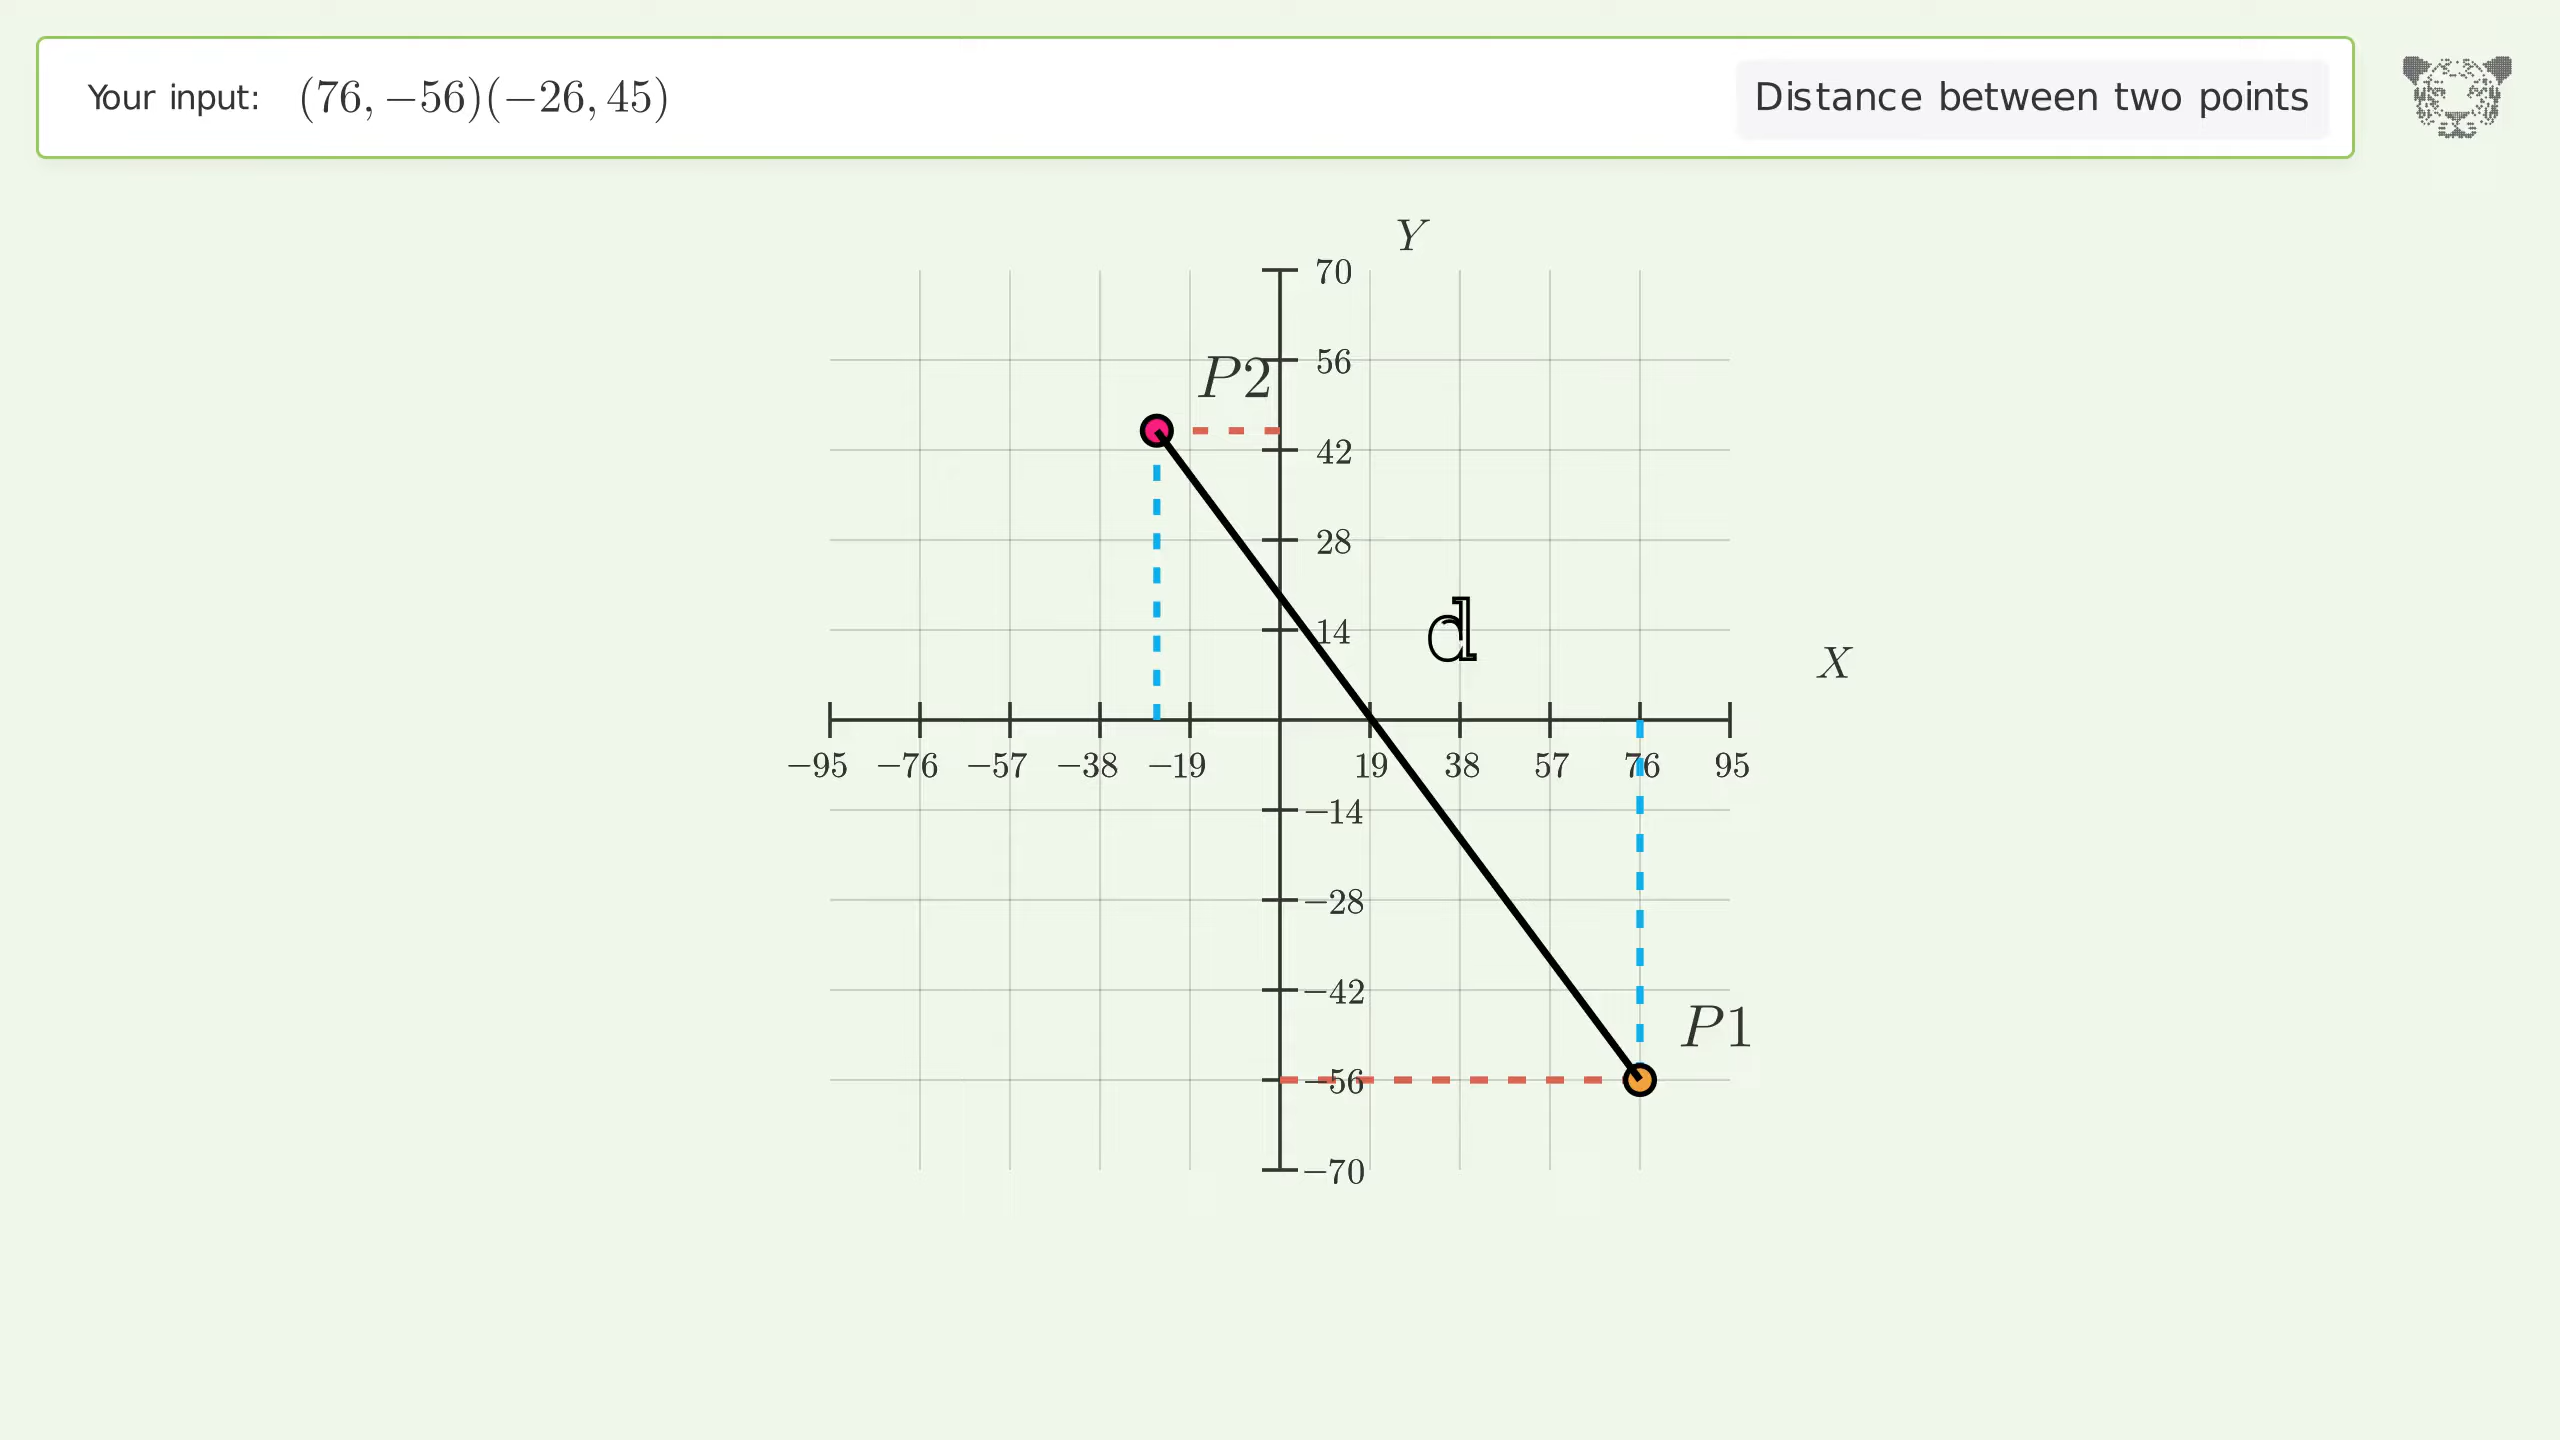 Your input: (76, −56)(−26, 45)
Distance between two points
Y
70
56
P2
42
28
d
14
X
−95 −76 −57 −38 −19 19 38 57 76 95
−14
−28
−42
P1
−56
−70